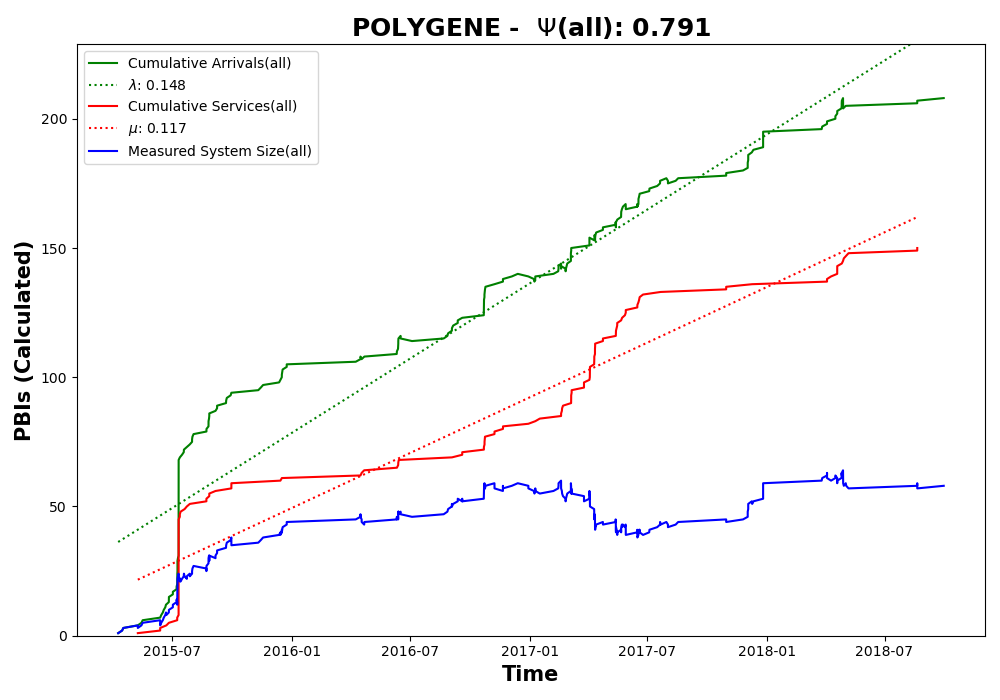 POLYGENE - Ψ(all): 0.791
Cumulative Arrivals(all)
λ: 0.148
Cumulative Services(all)
μ: 0.117
Measured System Size(all)
PBIs (Calculated)
200
150
100
50
0
2015-07 2016-01 2016-07 2017-01 2017-07 2018-01 2018-07
Time